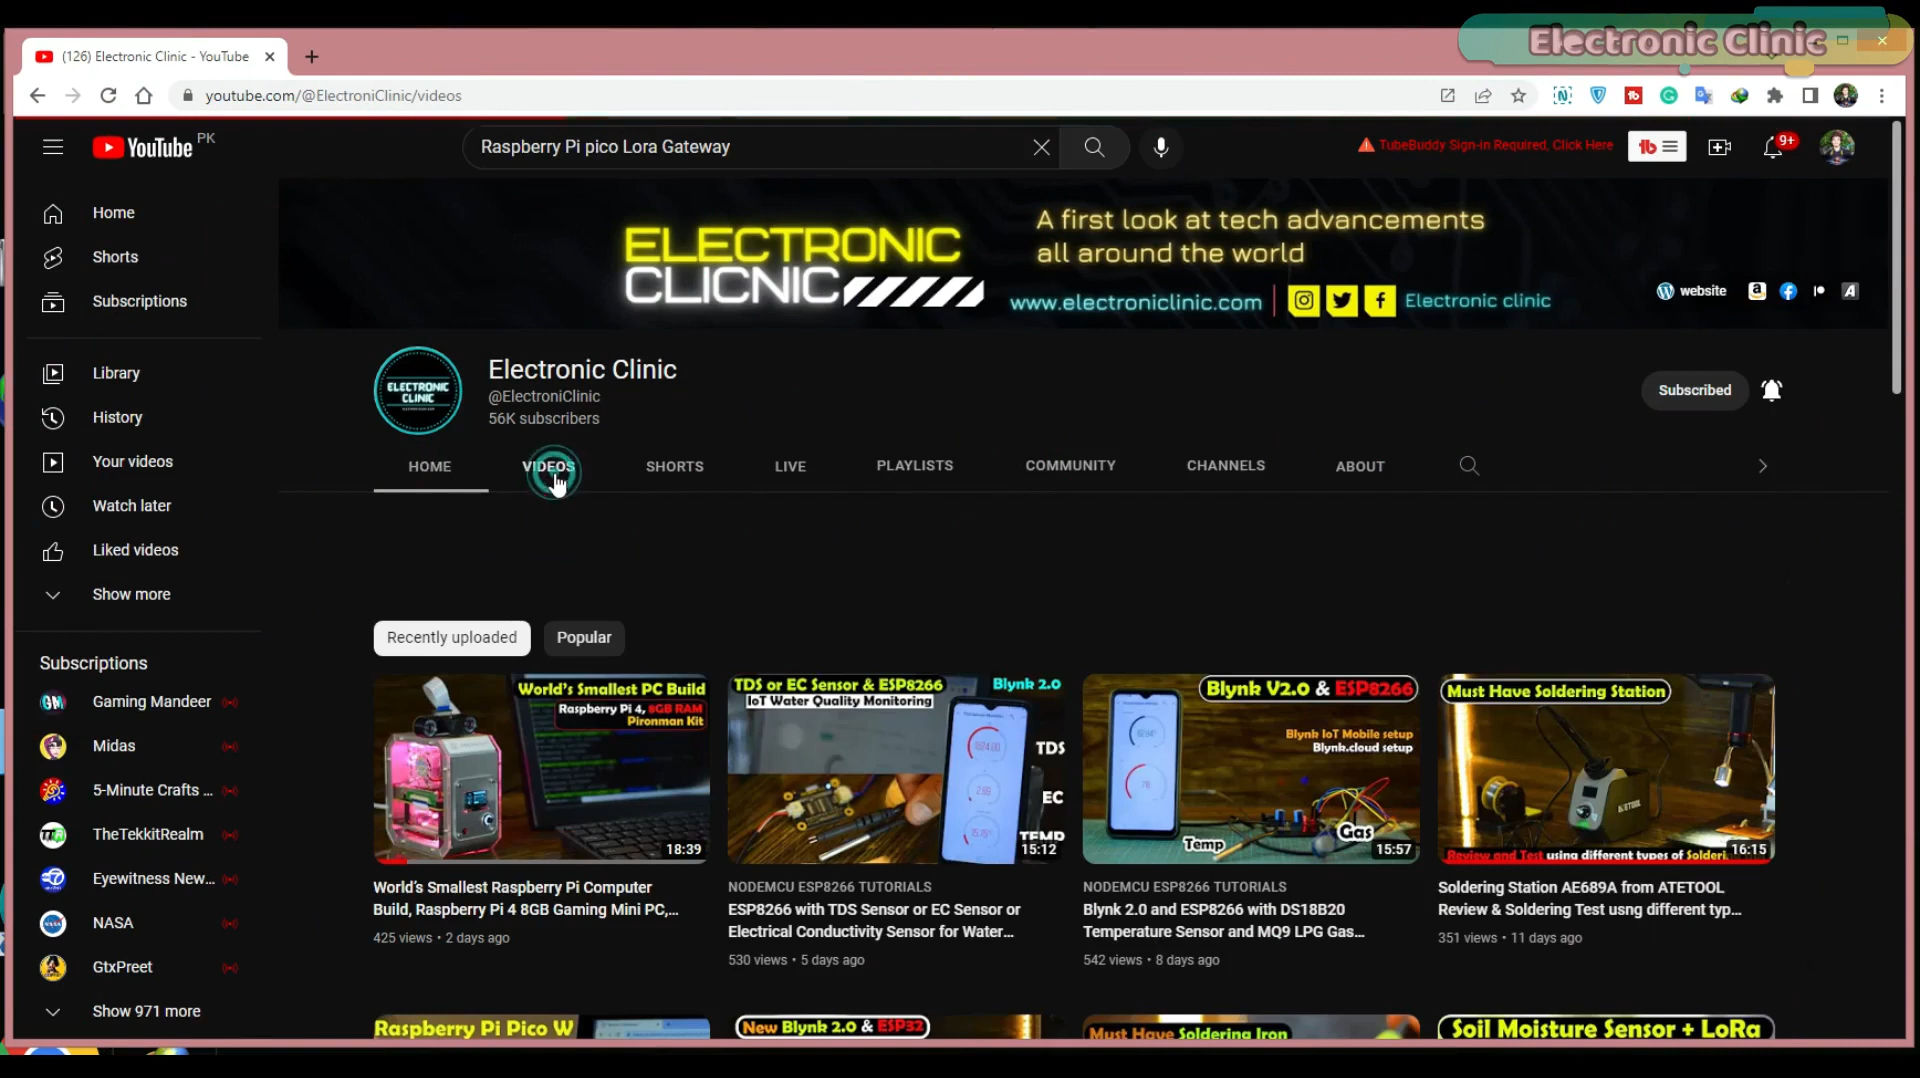 Electronic Clinic
(126) Electronic Clinic - YouTube
youtube.com/@ElectroniClinic/videos
YouTube PK
Raspberry Pi pico Lora Gateway
TubeBuddy Sign-in Required, Click Here
tb
9+
Home
Shorts
Subscriptions
Library
History
Your videos
Watch later
Liked videos
Show more
Subscriptions
Gaming Mandeer
Midas
5-Minute Crafts ...
TheTekkitRealm
Eyewitness New...
NASA
GtxPreet
Show 971 more
ELECTRONIC
CLICNIC
A first look at tech advancements
all around the world
www.electroniclinic.com
Electronic clinic
website
ELECTRONIC
CLINIC
Electronic Clinic
@ElectroniClinic
56K subscribers
Subscribed
HOME
VIDEOS
SHORTS
LIVE
PLAYLISTS
COMMUNITY
CHANNELS
ABOUT
Recently uploaded
Popular
World's Smallest PC Build
Raspberry Pi 4, 8GB RAM
Pironman Kit
18:39
World's Smallest Raspberry Pi Computer
Build, Raspberry Pi 4 8GB Gaming Mini PC,...
425 views • 2 days ago
TDS or EC Sensor & ESP8266
Blynk 2.0
IoT Water Quality Monitoring
TDS
EC
TEMP
15:12
NODEMCU ESP8266 TUTORIALS
ESP8266 with TDS Sensor or EC Sensor or
Electrical Conductivity Sensor for Water...
530 views • 5 days ago
Blynk V2.0 & ESP8266
Blynk IoT Mobile setup
Blynk.cloud setup
Temp
Gas
15:57
NODEMCU ESP8266 TUTORIALS
Blynk 2.0 and ESP8266 with DS18B20
Temperature Sensor and MQ9 LPG Gas...
542 views • 8 days ago
Must Have Soldering Station
Review and Test using different types of Solderi
16:15
Soldering Station AE689A from ATETOOL
Review & Soldering Test usng different typ...
351 views • 11 days ago
Raspberry Pi Pico W
New Blynk 2.0 & ESP32
Must Have Soldering Iron
Soil Moisture Sensor + LoRa